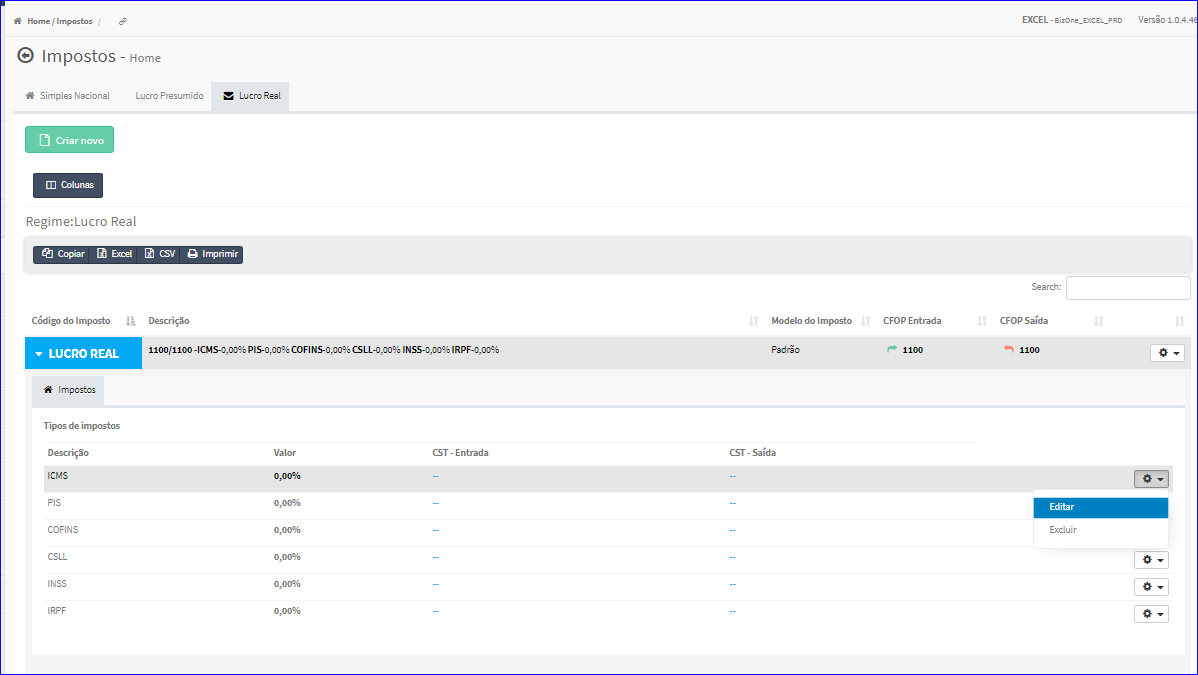 Home / Impostos /
EXCEL - BizOne_EXCEL_PRD Versão 1.0.4.46
Impostos - Home
Simples Nacional Lucro Presumido Lucro Real
Criar novo
Colunas
Regime:Lucro Real
Copiar Excel CSV Imprimir
Search:
Código do Imposto Descrição Modelo do Imposto CFOP Entrada CFOP Saída
LUCRO REAL 1100/1100 -ICMS-0,00% PIS-0,00% COFINS-0,00% CSLL-0,00% INSS-0,00% IRPF-0,00% Padrão 1100 1100
Impostos
Tipos de impostos
Descrição Valor CST - Entrada CST - Saída
ICMS 0,00% -- --
PIS 0,00% -- --
Editar
COFINS 0,00% -- --
Excluir
CSLL 0,00% -- --
INSS 0,00% -- --
IRPF 0,00% -- --